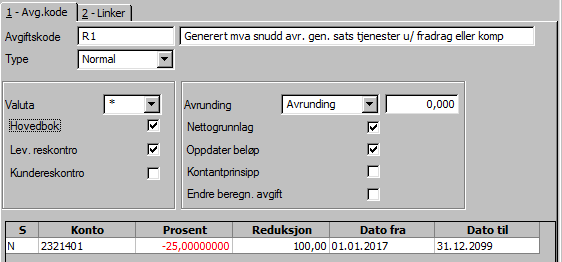 1 - Avg.kode 2 - Linker
Avgiftskode R1 Generert mva snudd avr. gen. sats tjenester u/ fradrag eller komp
Type Normal
Valuta * Avrunding Avrunding 0,000
Hovedbok Nettogrunnlag
Lev. reskontro Oppdater beløp
Kundereskontro Kontantprinsipp
Endre beregn. avgift
S Konto Prosent Reduksjon Dato fra Dato til
N 2321401 -25,00000000 100,00 01.01.2017 31.12.2099